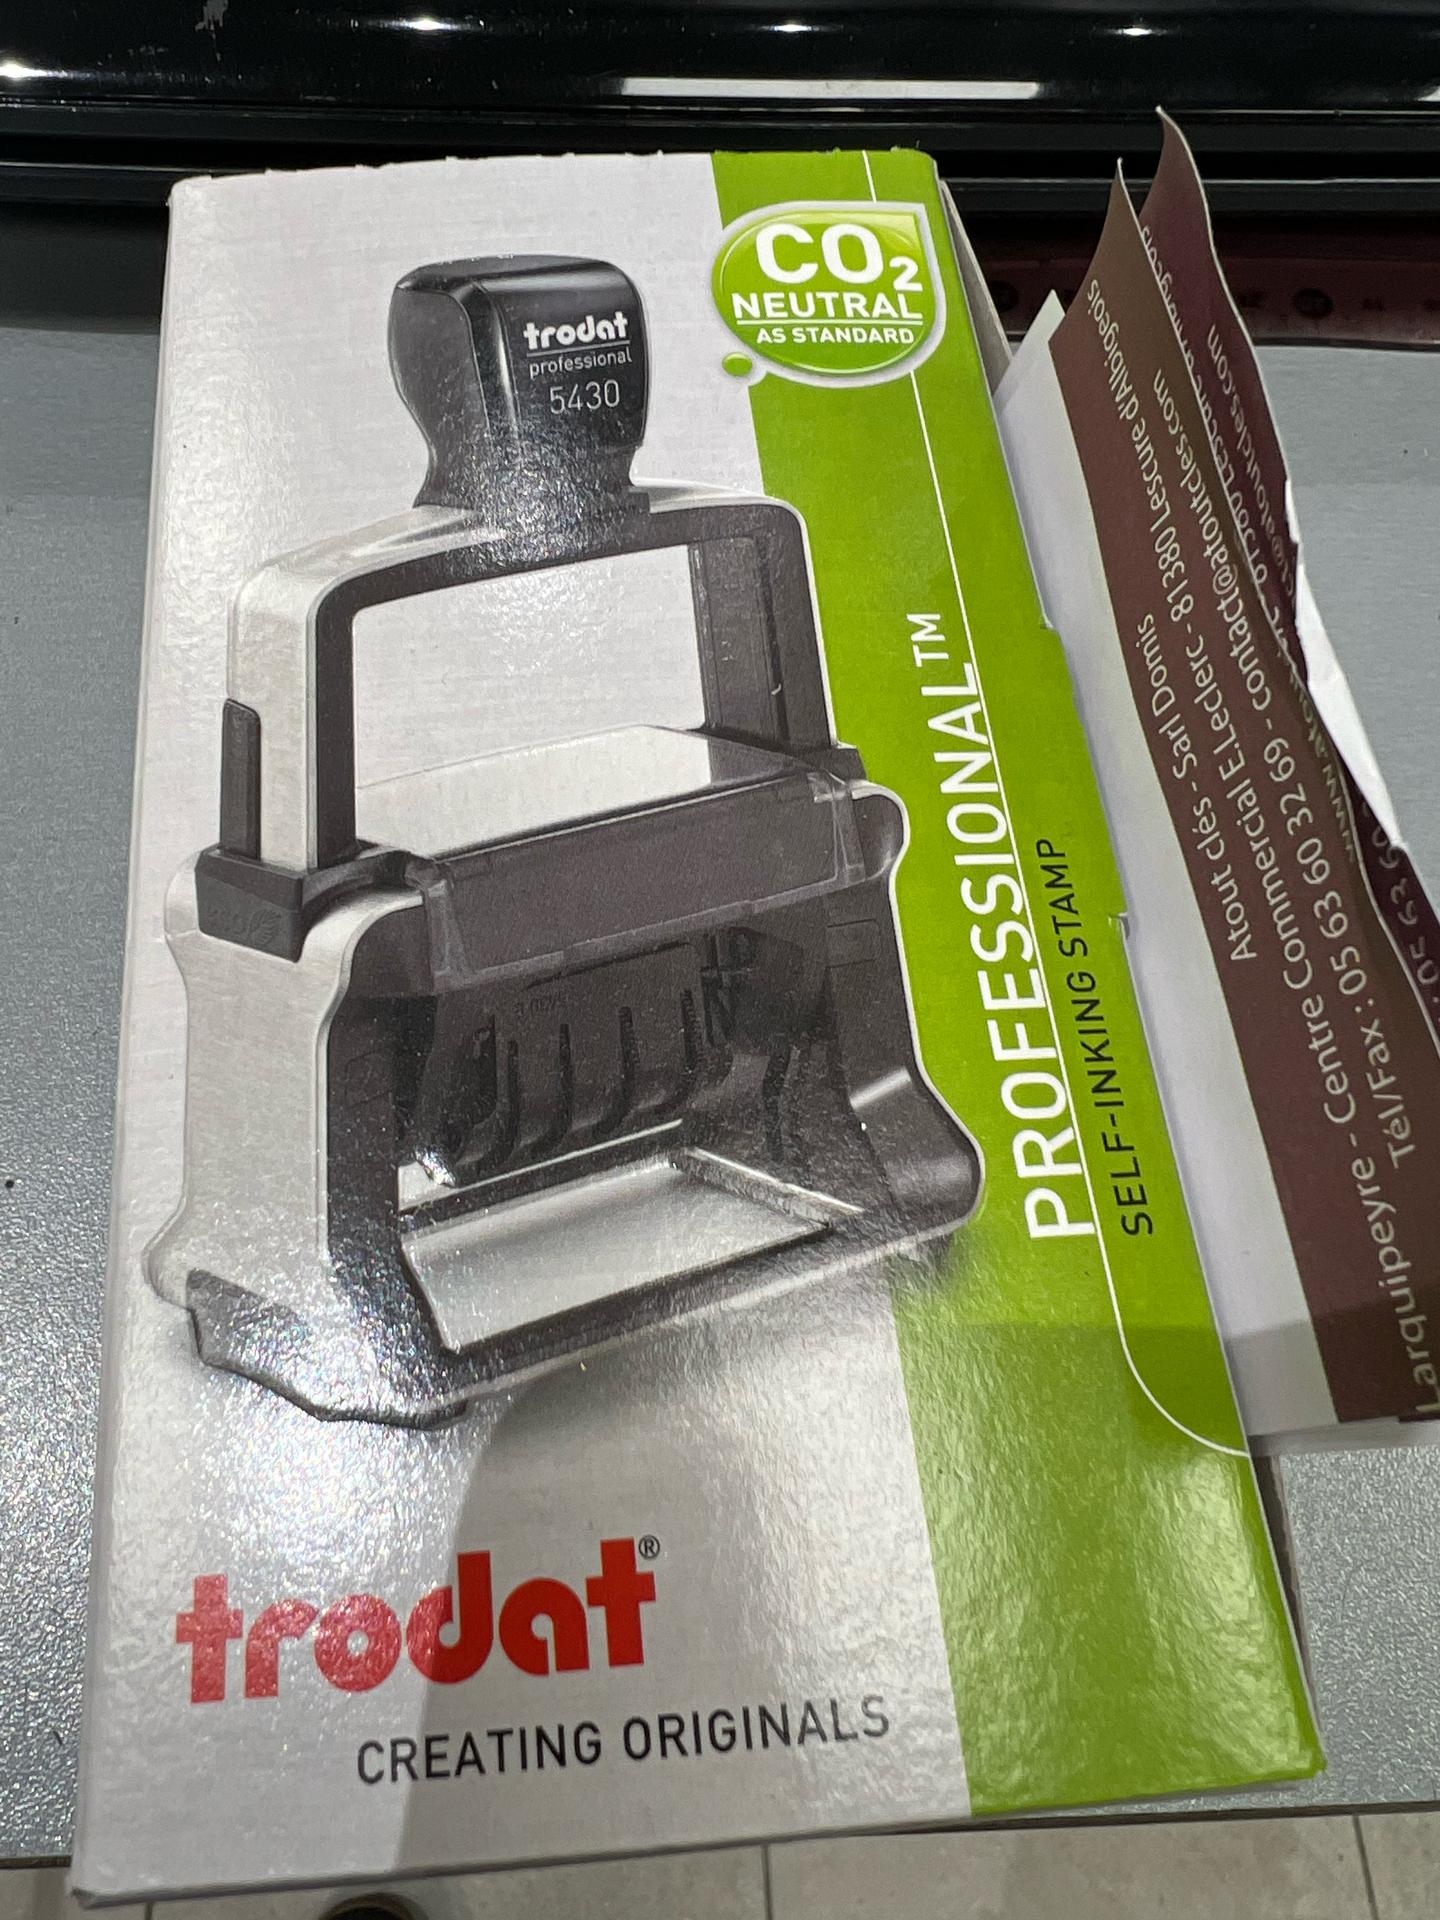 CO2
NEUTRAL
AS STANDARD
trodat
professional
5430
PROFESSIONAL™
SELF-INKING STAMP
trodat®
CREATING ORIGINALS
Atout clés - Sarl Domis
Larquipeyre - Centre Commercial E.Leclerc - 81380 Lescure d'Albigeois
Tel/Fax : 05 63 60 32 69 - contact@atoutcles.com